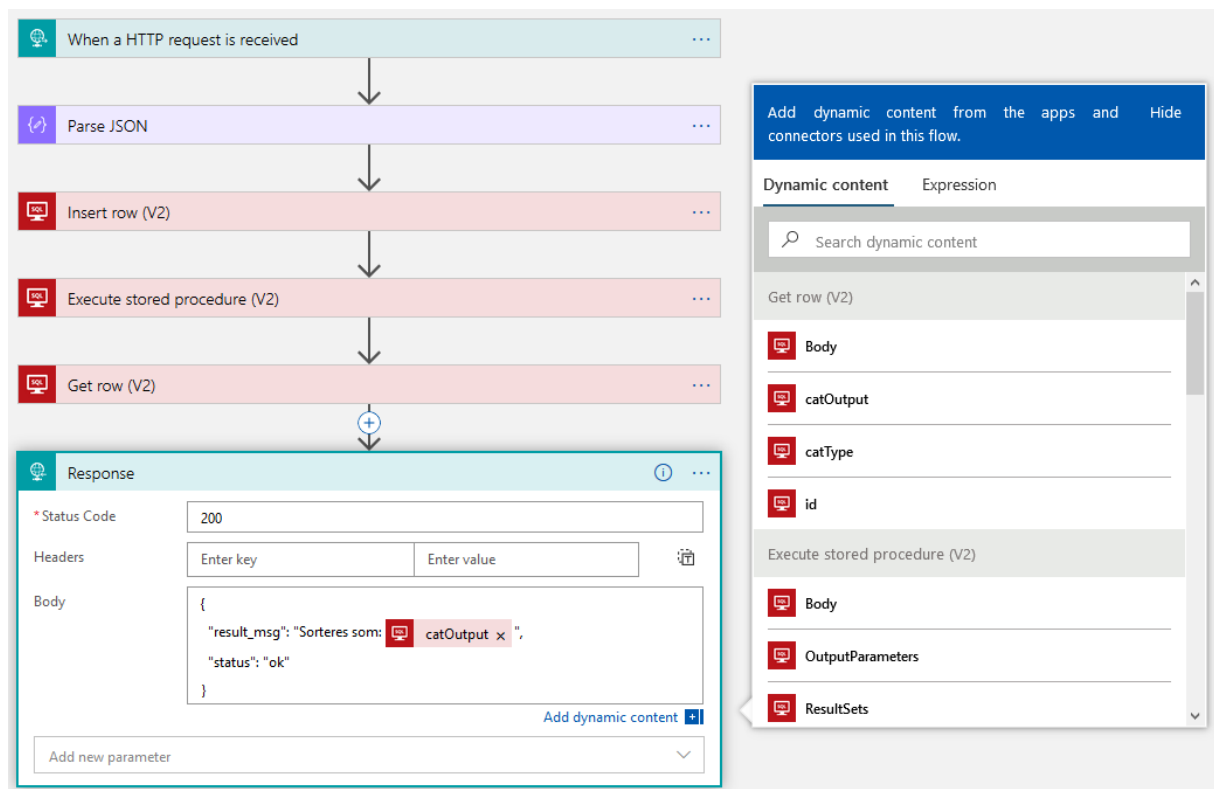 When a HTTP request is received
Parse JSON
Insert row (V2)
Execute stored procedure (V2)
Get row (V2)
Response
* Status Code
200
Headers
Enter key
Enter value
Body
{
"result_msg": "Sorteres som: catOutput × ",
"status": "ok"
}
Add dynamic content
Add new parameter
Add dynamic content from the apps and
connectors used in this flow.
Hide
Dynamic content
Expression
Search dynamic content
Get row (V2)
Body
catOutput
catType
id
Execute stored procedure (V2)
Body
OutputParameters
ResultSets